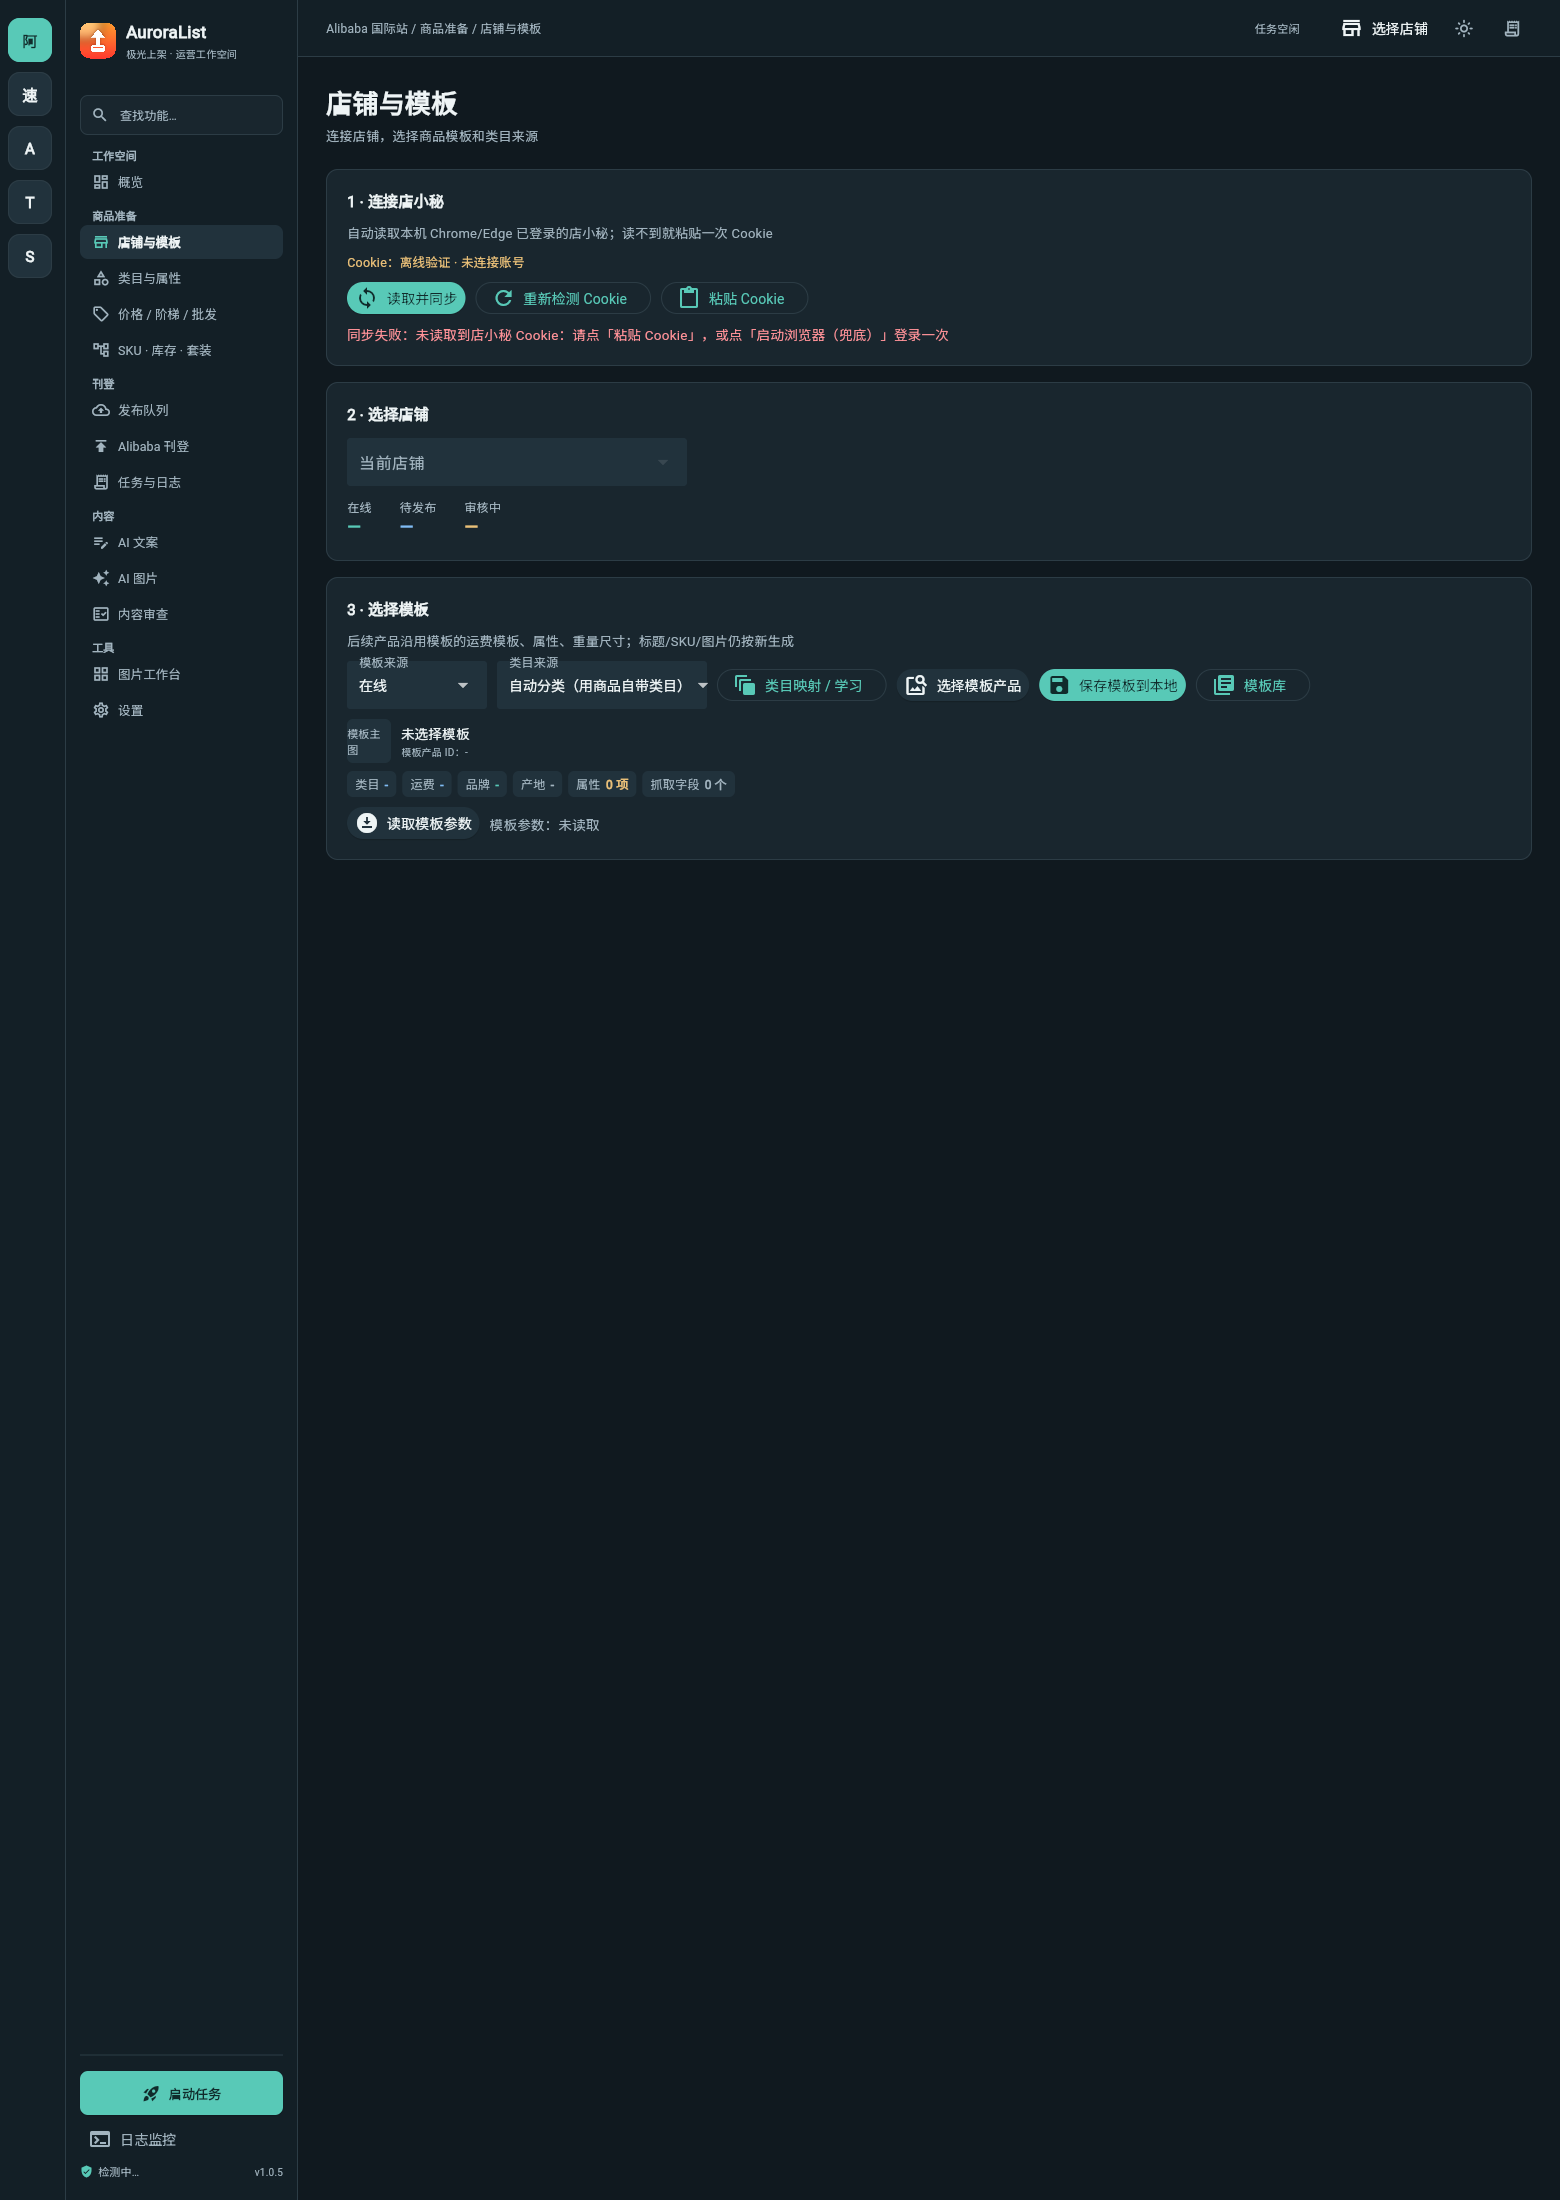 阿
速
A
T
S
AuroraList
极光上架 · 运营工作空间
查找功能...
工作空间
概览
商品准备
店铺与模板
类目与属性
价格 / 阶梯 / 批发
SKU · 库存 · 套装
刊登
发布队列
Alibaba 刊登
任务与日志
内容
AI 文案
AI 图片
内容审查
工具
图片工作台
设置
启动任务
日志监控
检测中... v1.0.5
Alibaba 国际站 / 商品准备 / 店铺与模板
任务空闲 选择店铺
店铺与模板
连接店铺，选择商品模板和类目来源
1 · 连接店小秘
自动读取本机 Chrome/Edge 已登录的店小秘；读不到就粘贴一次 Cookie
Cookie：离线验证 · 未连接账号
读取并同步 重新检测 Cookie 粘贴 Cookie
同步失败：未读取到店小秘 Cookie：请点「粘贴 Cookie」，或点「启动浏览器（兜底）」登录一次
2 · 选择店铺
当前店铺
在线 待发布 审核中
— — —
3 · 选择模板
后续产品沿用模板的运费模板、属性、重量尺寸；标题/SKU/图片仍按新生成
模板来源 类目来源
在线 自动分类（用商品自带类目） 类目映射 / 学习 选择模板产品 保存模板到本地 模板库
模板主图
未选择模板
模板产品 ID：-
类目 - 运费 - 品牌 - 产地 - 属性 0 项 抓取字段 0 个
读取模板参数 模板参数：未读取